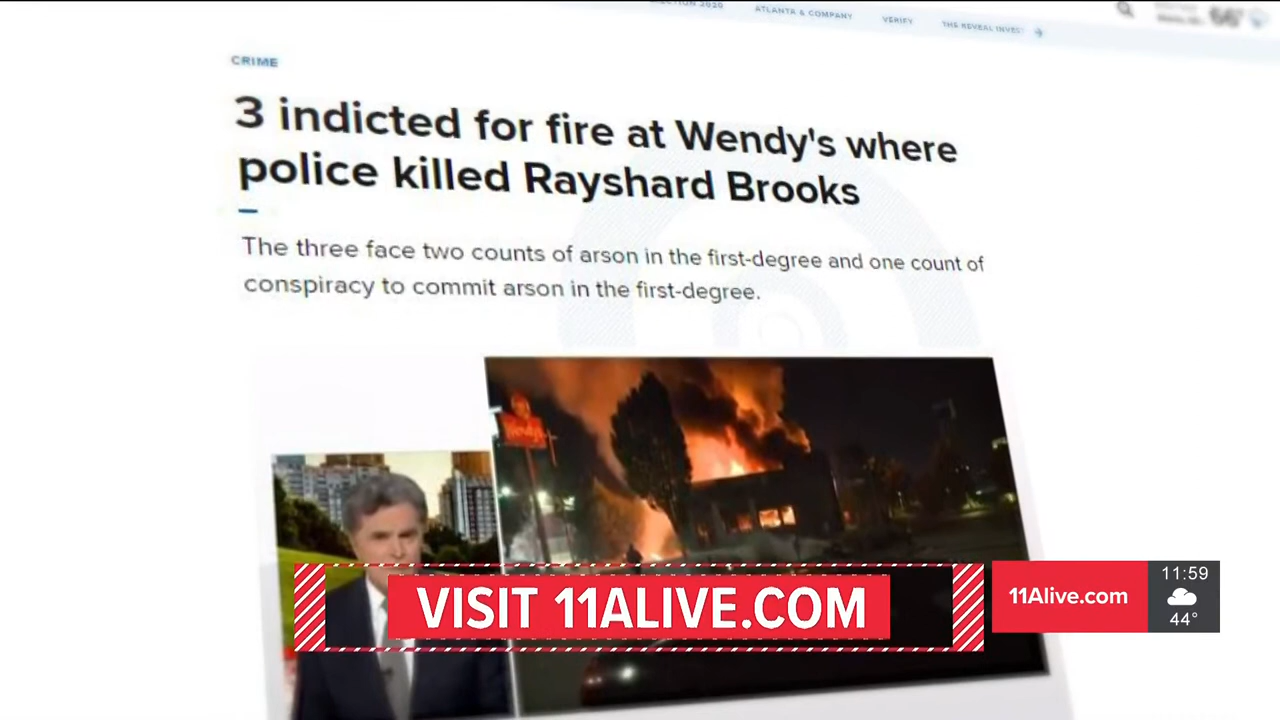 ATLANTA & COMPANY
VERIFY
66°
CRIME
3 indicted for fire at Wendy's where
police killed Rayshard Brooks
The three face two counts of arson in the first-degree and one count of
conspiracy to commit arson in the first-degree.
VISIT 11ALIVE.COM
11Alive.com
11:59
44°